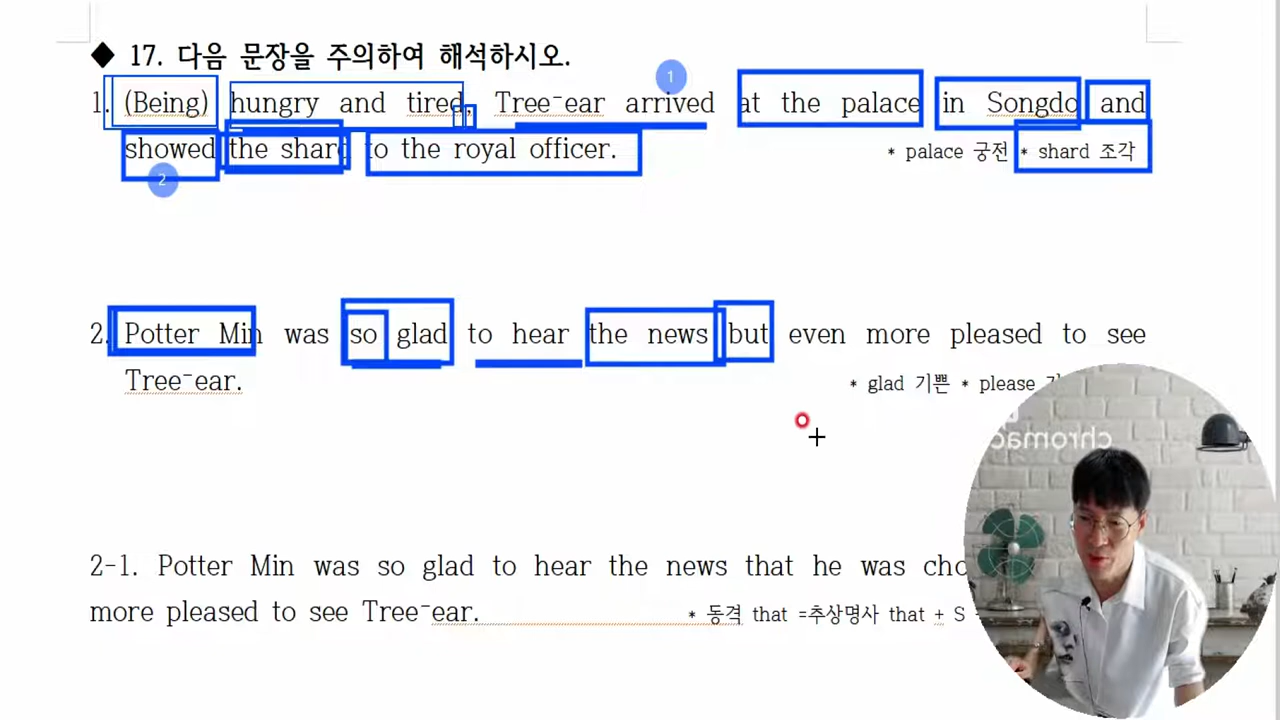 ◆ 17. 다음 문장을 주의하여 해석하시오.
1
1. (Being) hungry and tired, Tree-ear arrived at the palace in Songdo and
showed the shard to the royal officer. * palace 궁전 * shard 조각
2
2. Potter Min was so glad to hear the news but even more pleased to see
Tree-ear. * glad 기쁜 * please
chromac
2-1. Potter Min was so glad to hear the news that he was
more pleased to see Tree-ear. * 동격 that =추상명사 that + S